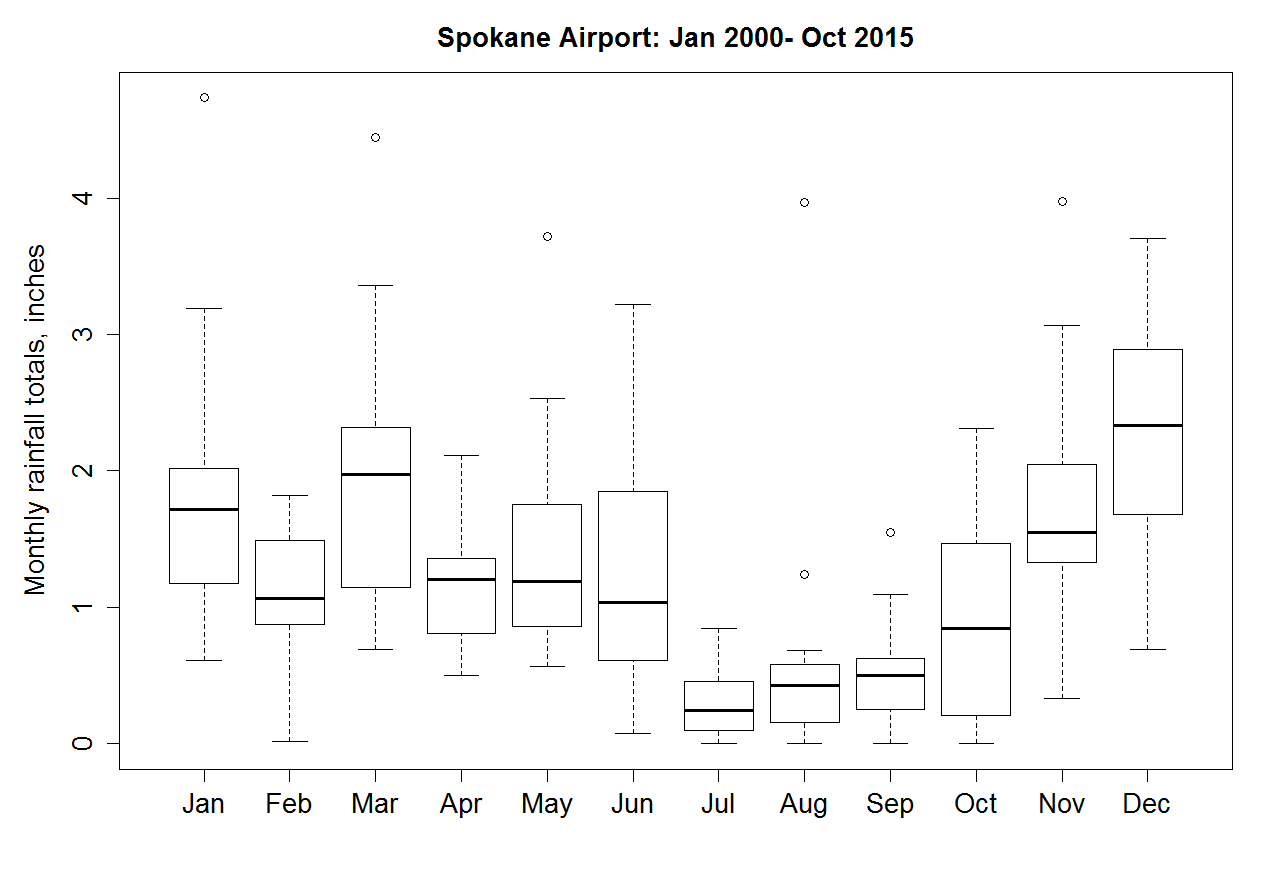 Spokane Airport: Jan 2000- Oct 2015
Monthly rainfall totals, inches
4
3
2
1
0
Jan Feb Mar Apr May Jun Jul Aug Sep Oct Nov Dec